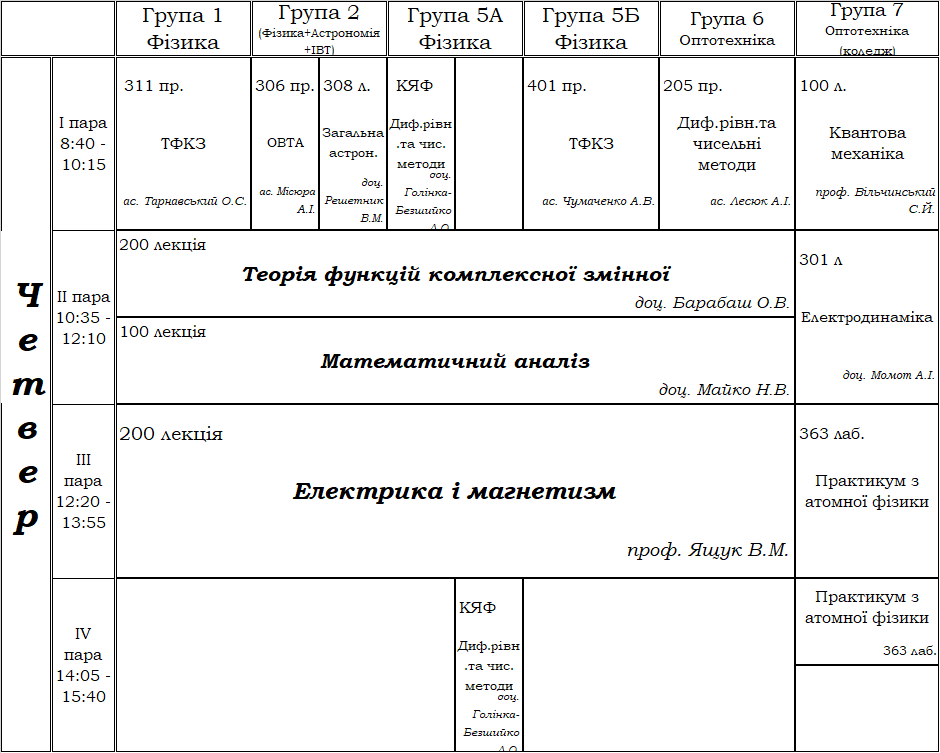 Група 1
Фізика
Група 2
(Фізика+Астрономія
+ІВТ)
Група 5А
Фізика
Група 5Б
Фізика
Група 6
Оптотехніка
Група 7
Оптотехніка
(коледж)
Четвер
І пара
8:40 -
10:15
311 пр.
ТФКЗ
ас. Тарнавський О.С.
306 пр.
ОВТА
ас. Місюра
А.І.
308 л.
Загальна
астрон.
доц.
Решетник
В.М.
КЯФ
Диф.рівн
.та чис.
методи
доц.
Голінка-
Безшийко
Л.О.
401 пр.
ТФКЗ
ас. Чумаченко А.В.
205 пр.
Диф.рівн.та
чисельні
методи
ас. Лесюк А.І.
100 л.
Квантова
механіка
проф. Вільчинський
С.Й.
ІІ пара
10:35 -
12:10
200 лекція
Теорія функцій комплексної змінної
доц. Барабаш О.В.
100 лекція
Математичний аналіз
доц. Майко Н.В.
301 л
Електродинаміка
доц. Момот А.І.
ІІІ
пара
12:20 -
13:55
200 лекція
Електрика і магнетизм
проф. Ящук В.М.
363 лаб.
Практикум з
атомної фізики
IV
пара
14:05 -
15:40
КЯФ
Диф.рівн
.та чис.
методи
доц.
Голінка-
Безшийко
Л.О.
Практикум з
атомної фізики
363 лаб.